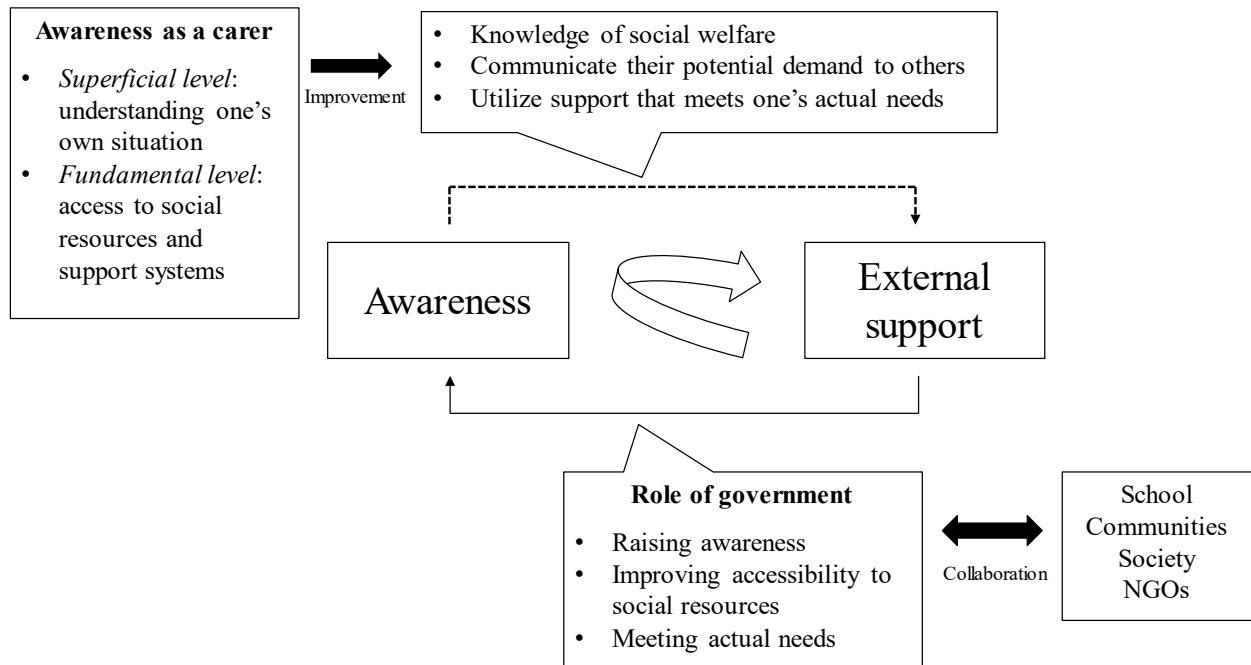 Awareness as a carer
• Superficial level:
understanding one's
own situation
• Fundamental level:
access to social
resources and
support systems
Improvement
• Knowledge of social welfare
• Communicate their potential demand to others
• Utilize support that meets one's actual needs
Awareness
External
support
Role of government
• Raising awareness
• Improving accessibility to
social resources
• Meeting actual needs
Collaboration
School
Communities
Society
NGOs